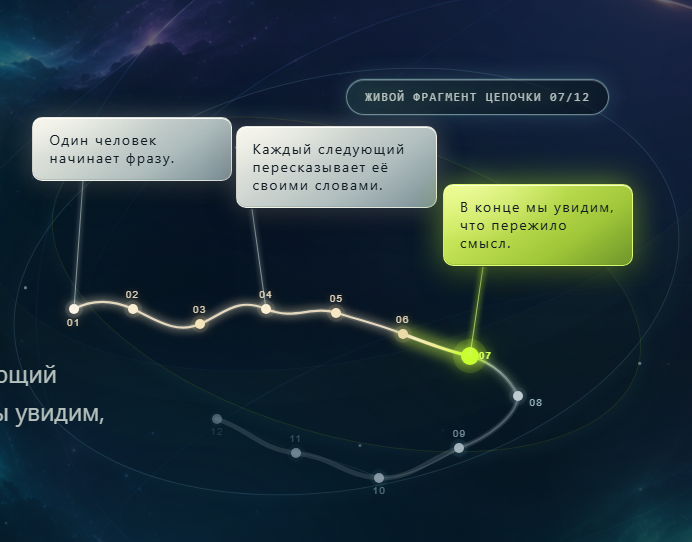 ЖИВОЙ ФРАГМЕНТ ЦЕПОЧКИ 07/12
Один человек
начинает фразу.
Каждый следующий
пересказывает её
своими словами.
В конце мы увидим,
что пережило
смысл.
01
02
03
04
05
06
07
08
09
10
11
12
ющий
ы увидим,